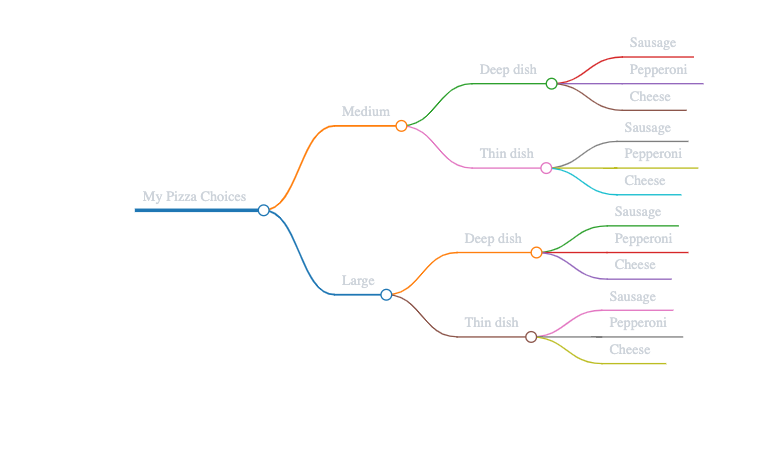 My Pizza Choices
Medium
Deep dish
Sausage
Pepperoni
Cheese
Thin dish
Sausage
Pepperoni
Cheese
Large
Deep dish
Sausage
Pepperoni
Cheese
Thin dish
Sausage
Pepperoni
Cheese